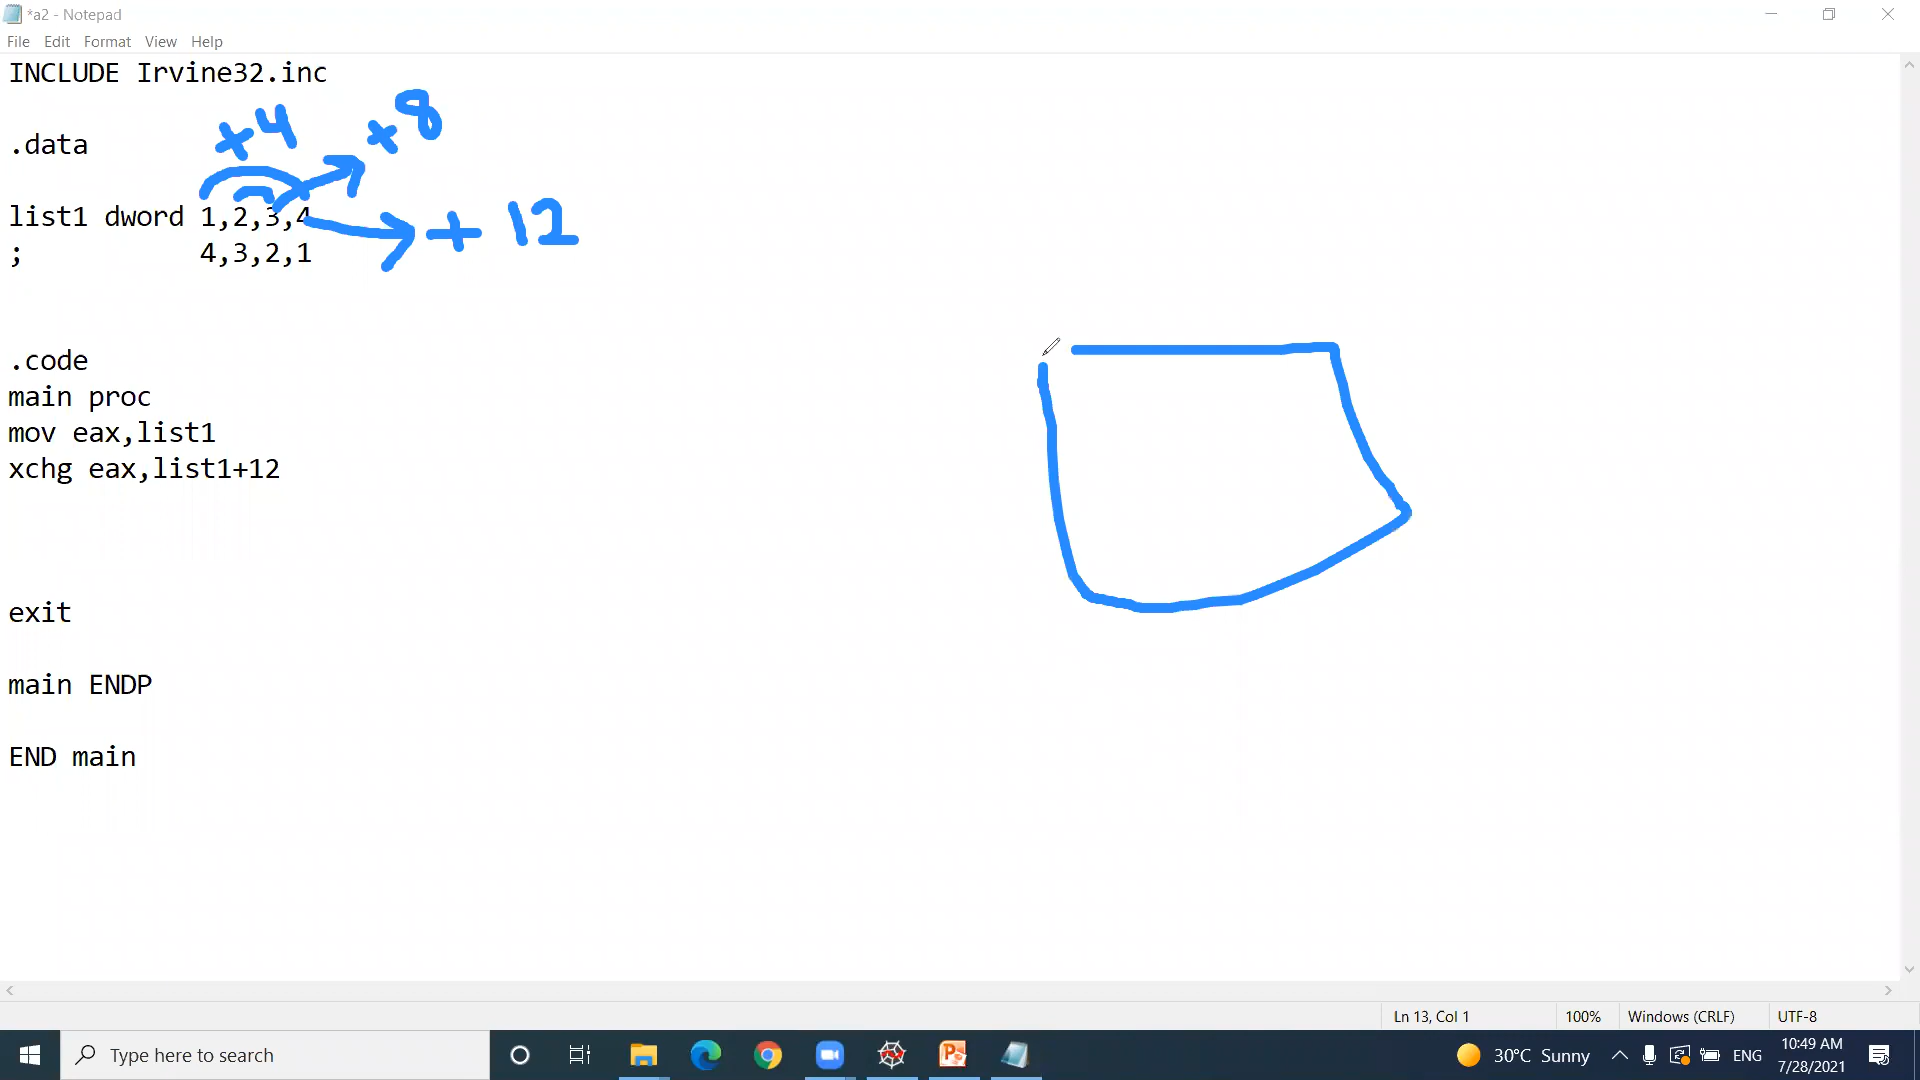 *a2 - Notepad
File Edit Format View Help
INCLUDE Irvine32.inc
+4
+8
.data
list1 dword 1,2,3,4
+ 12
; 4,3,2,1
.code
main proc
mov eax,list1
xchg eax,list1+12
exit
main ENDP
END main
Ln 13, Col 1 100% Windows (CRLF) UTF-8
Type here to search
30°C Sunny
ENG
10:49 AM
7/28/2021